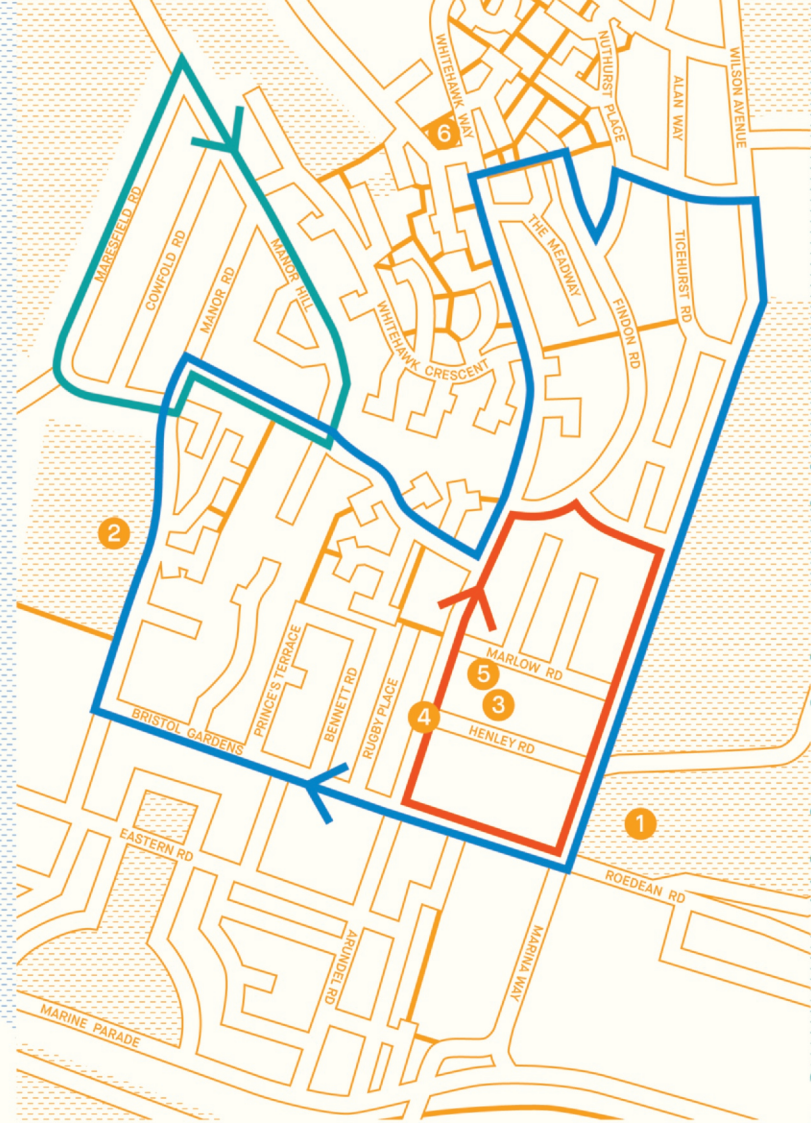 WHITEHAWK WAY
NUTHURST PLACE
ALAN WAY
WILSON AVENUE
6
MARESFIELD RD
COWFOLD RD
MANOR RD
MANOR HILL
THE MEADWAY
TICEHURST RD
WHITEHAWK CRESCENT
FINDON RD
2
MARLOW RD
5
3
4
HENLEY RD
PRINCE'S TERRACE
BENNETT RD
RUGBY PLACE
BRISTOL GARDENS
1
EASTERN RD
ROEDEAN RD
ARUNDEL RD
MARINA WAY
MARINE PARADE